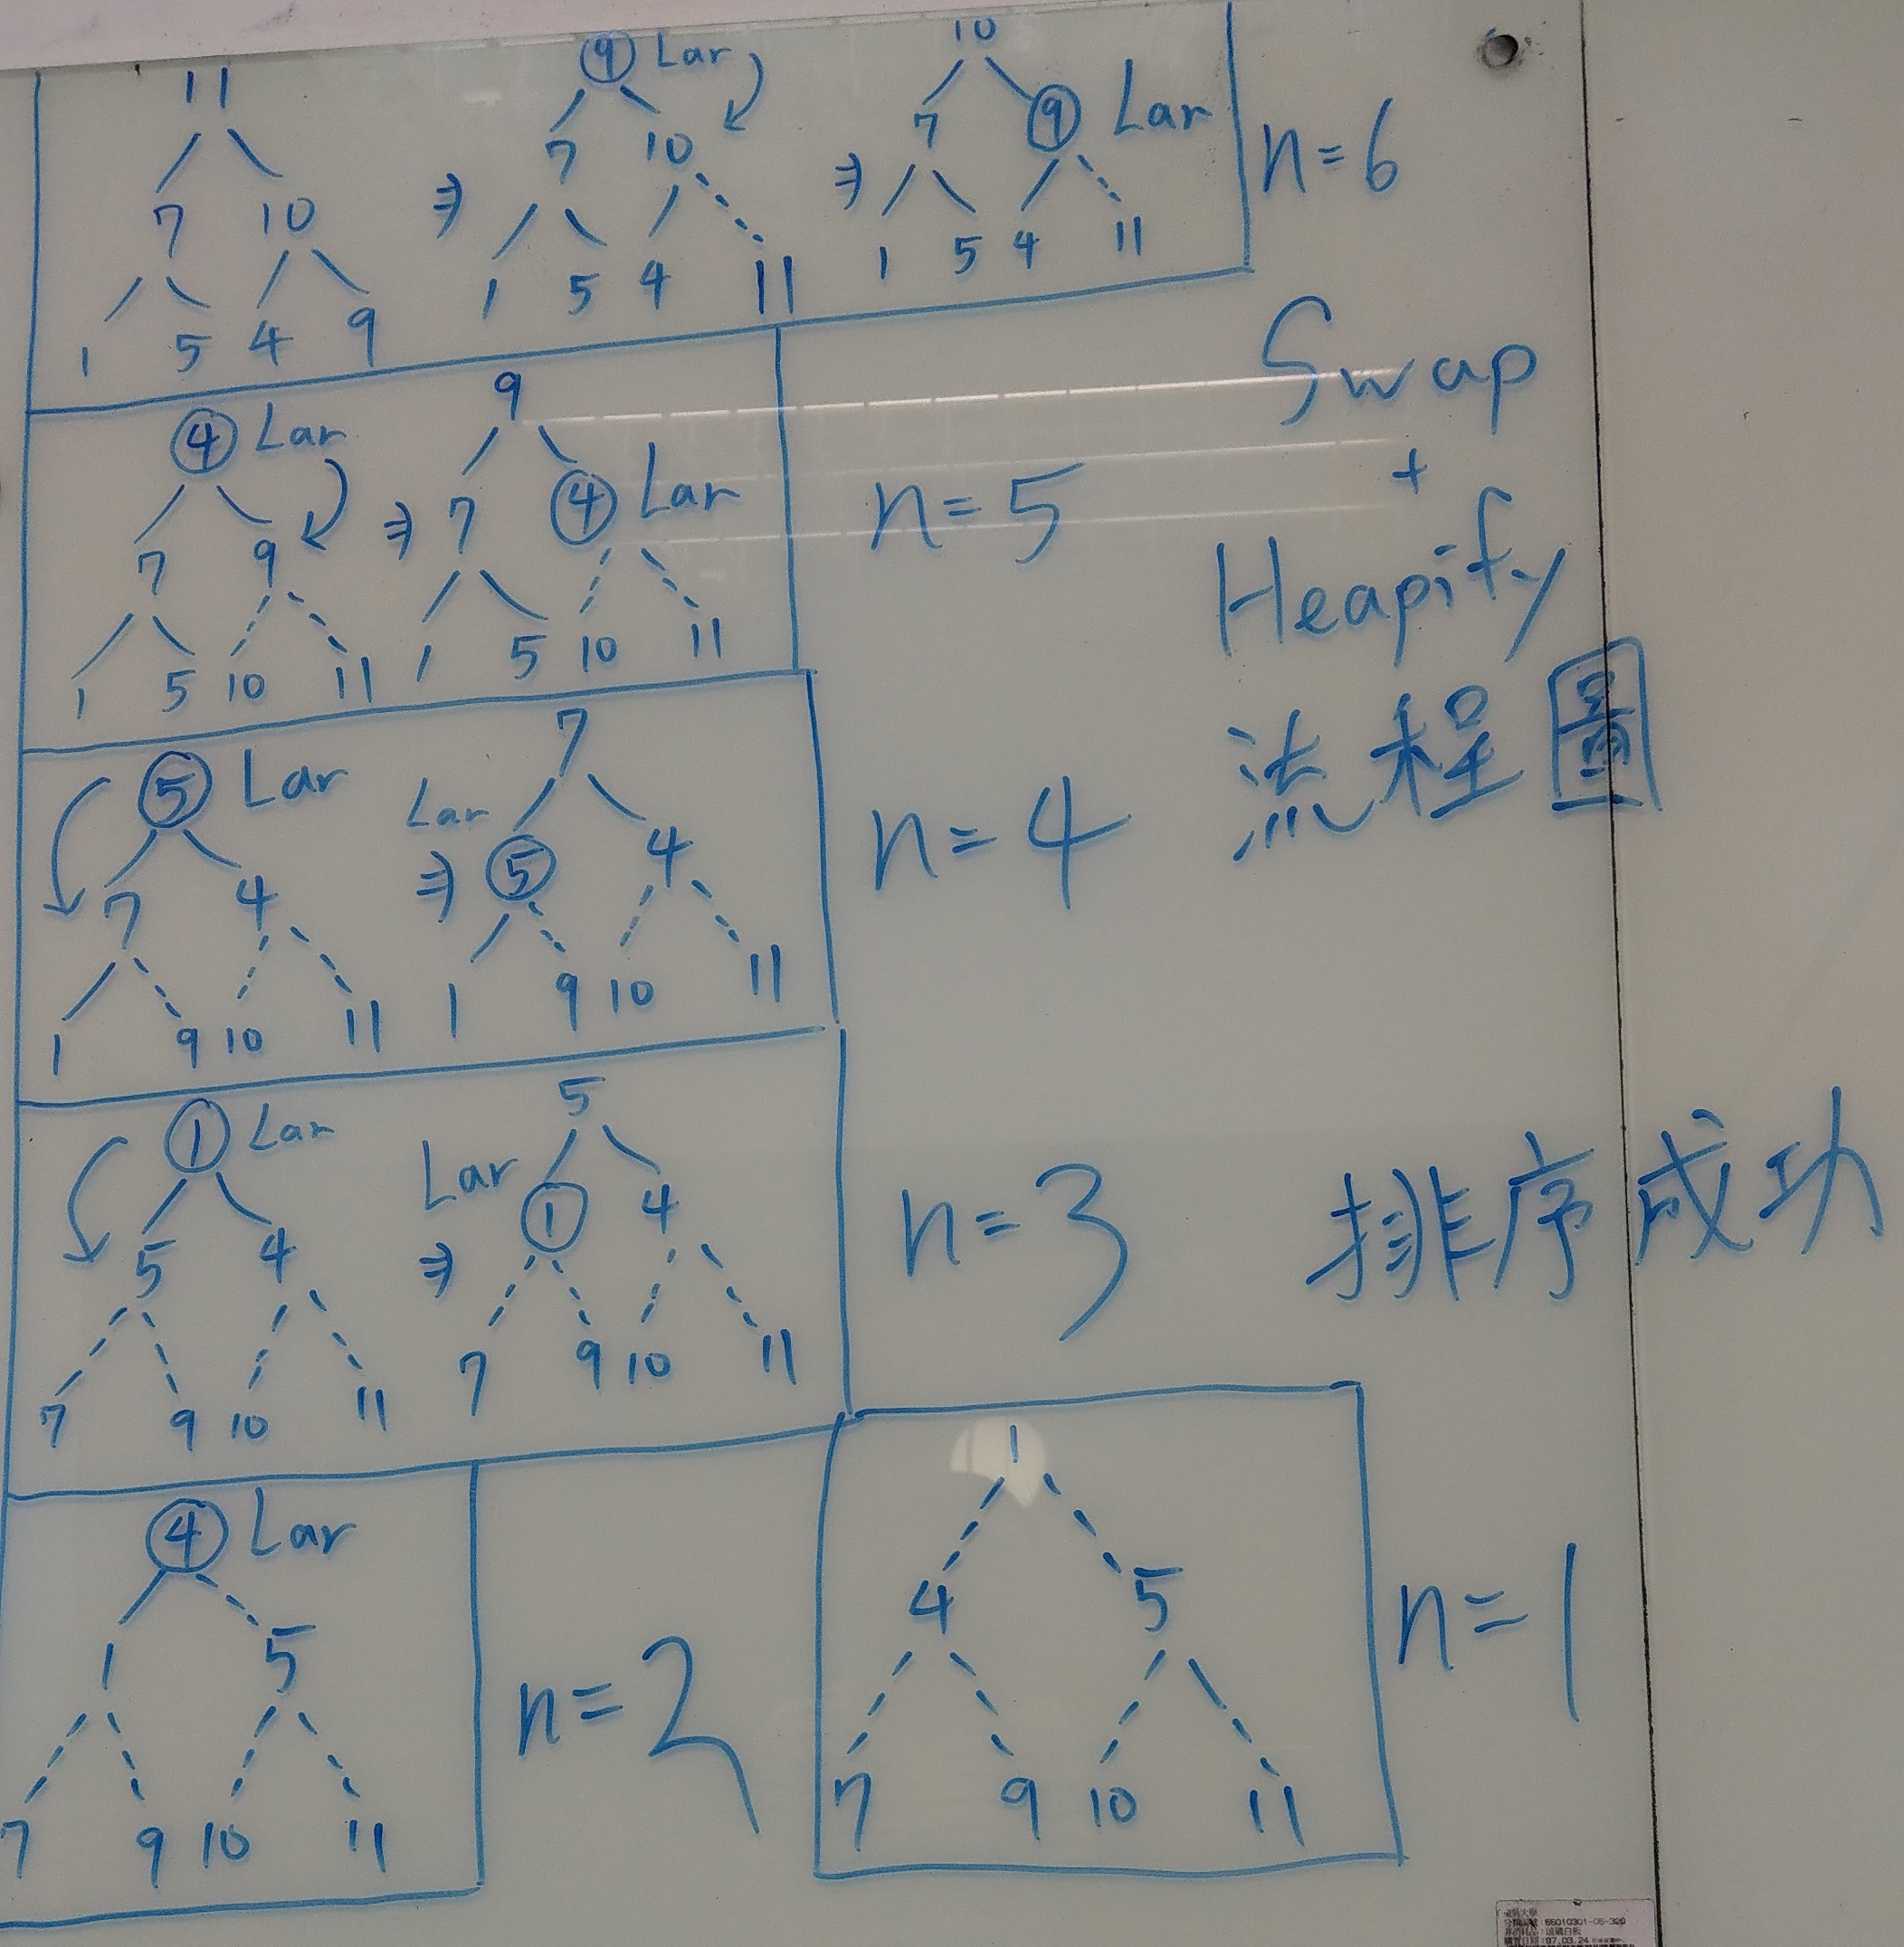 11
7 10
1 5 4 9
⇒
9 Lar
7 10
1 5 4 11
⇒
10
7 9 Lar
1 5 4 11
n=6
4 Lar
7 9
1 5 10 11
⇒
9
7 4 Lar
1 5 10 11
n=5
5 Lar
7 4
1 9 10 11
⇒
7
Lar
5 4
1 9 10 11
n=4
1 Lar
5 4
7 9 10 11
⇒
5
Lar
1 4
7 9 10 11
n=3
4 Lar
1 5
7 9 10 11
n=2
1
4 5
7 9 10 11
n=1
Swap
+
Heapify
流程圖
排序成功